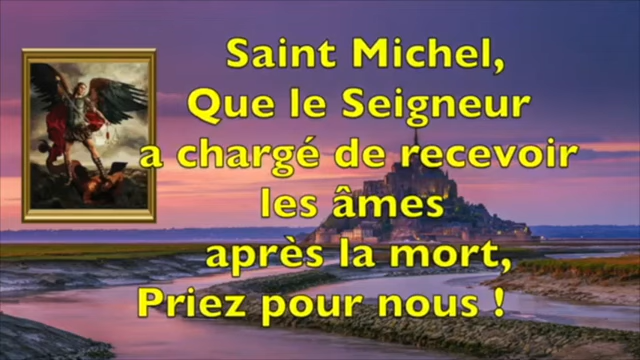 Saint Michel,
Que le Seigneur
a chargé de recevoir
les âmes
après la mort,
Priez pour nous !